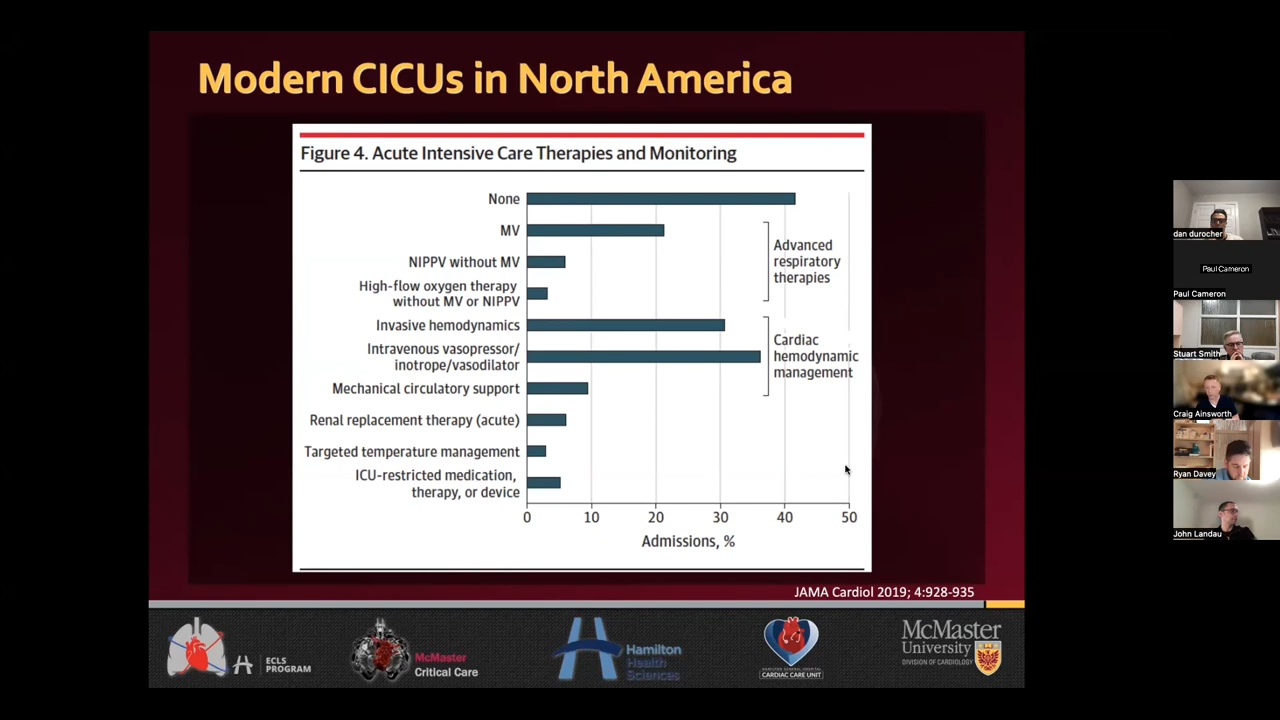 Modern CICUs in North America
Figure 4. Acute Intensive Care Therapies and Monitoring
None
MV
NIPPV without MV
High-flow oxygen therapy
without MV or NIPPV
Invasive hemodynamics
Intravenous vasopressor/
inotrope/vasodilator
Mechanical circulatory support
Renal replacement therapy (acute)
Targeted temperature management
ICU-restricted medication,
therapy, or device
Advanced
respiratory
therapies
Cardiac
hemodynamic
management
0 10 20 30 40 50
Admissions, %
JAMA Cardiol 2019; 4:928-935
ECLS
PROGRAM
McMaster
Critical Care
Hamilton
Health
Sciences
HAMILTON GENERAL HOSPITAL
CARDIAC CARE UNIT
McMaster
University
DIVISION OF CARDIOLOGY
dan durocher
Paul Cameron
Paul Cameron
Stuart Smith
Craig Ainsworth
Ryan Davey
John Landau